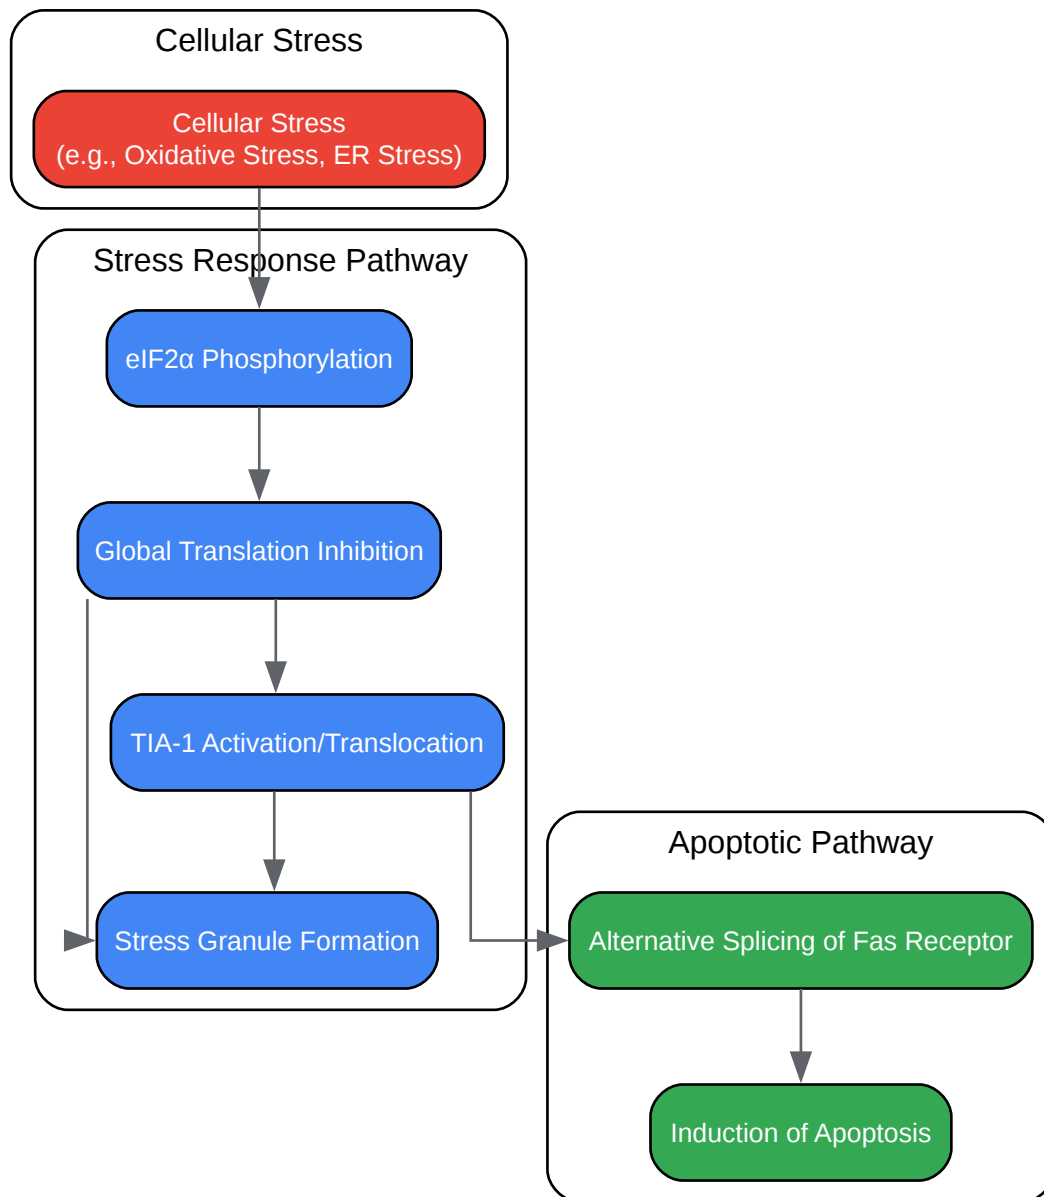 Cellular Stress
Cellular Stress
(e.g., Oxidative Stress, ER Stress)
Stress Response Pathway
eIF2α Phosphorylation
Global Translation Inhibition
TIA-1 Activation/Translocation
Stress Granule Formation
Apoptotic Pathway
Alternative Splicing of Fas Receptor
Induction of Apoptosis